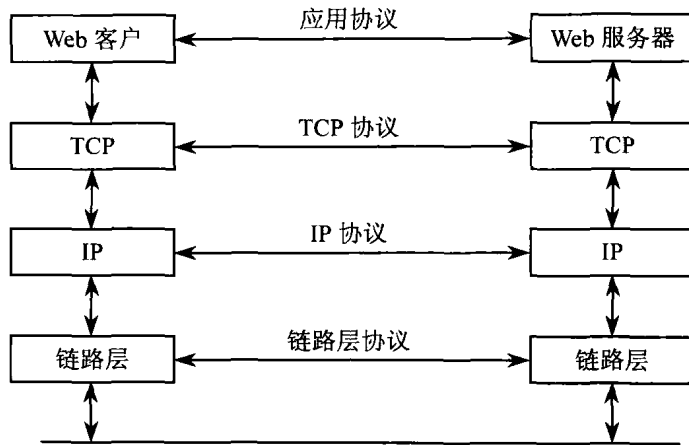 应用协议
Web 客户
Web 服务器
TCP 协议
TCP
TCP
IP 协议
IP
IP
链路层协议
链路层
链路层